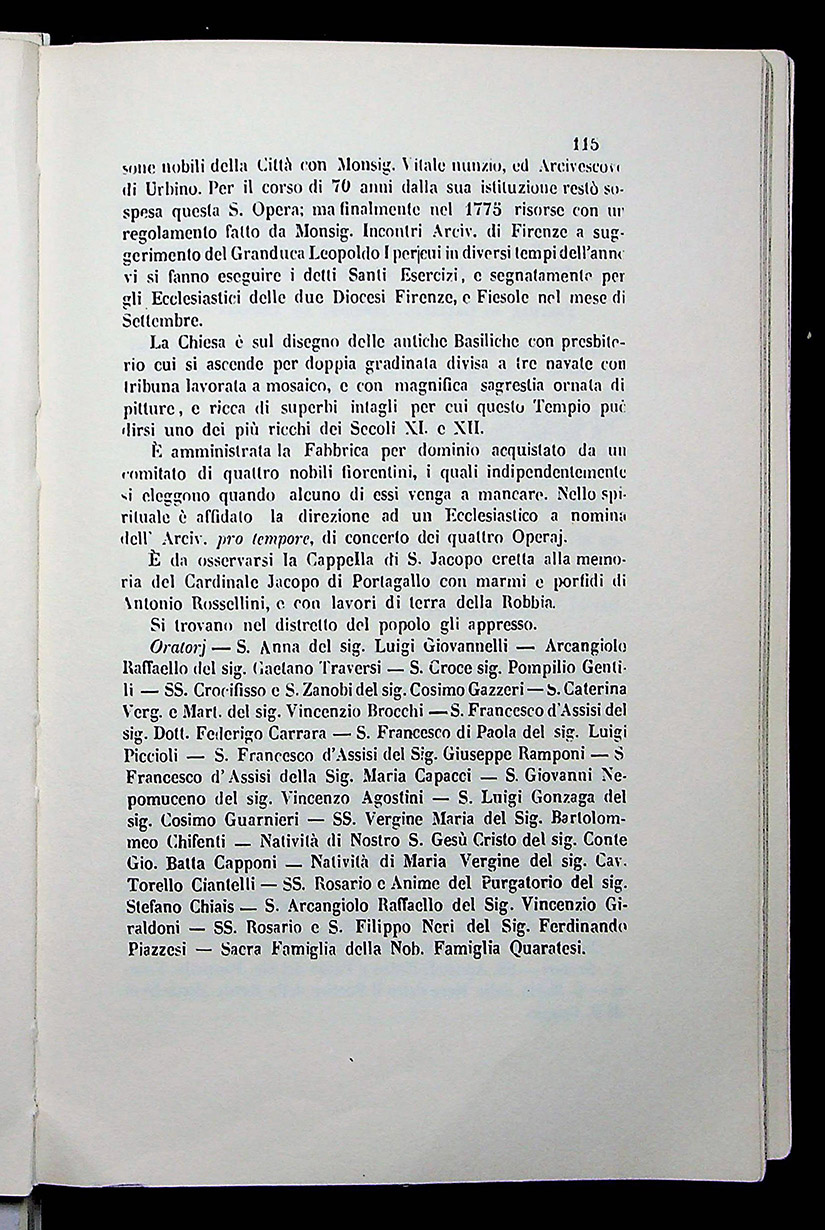 115
sone nobili della Città con Monsig. Vitale nunzio, ed Arcivescovo
di Urbino. Per il corso di 70 anni dalla sua istituzione restò so-
spesa questa S. Opera; ma finalmente nel 1775 risorse con un
regolamento fatto da Monsig. Incontri Arciv. di Firenze a sug-
gerimento del Granduca Leopoldo I per cui in diversi tempi dell'anno
vi si fanno eseguire i detti Santi Esercizi, e segnatamente per
gli Ecclesiastici delle due Diocesi Firenze, e Fiesole nel mese di
Settembre.
La Chiesa è sul disegno delle antiche Basiliche con presbite-
rio cui si ascende per doppia gradinata divisa a tre navate con
tribuna lavorata a mosaico, e con magnifica sagrestia ornata di
pitture, e ricca di superbi intagli per cui questo Tempio può
dirsi uno dei più ricchi dei Secoli XI. e XII.
È amministrata la Fabbrica per dominio acquistato da un
comitato di quattro nobili fiorentini, i quali indipendentemente
si eleggono quando alcuno di essi venga a mancare. Nello spi-
rituale è affidato la direzione ad un Ecclesiastico a nomina
dell' Arciv. pro tempore, di concerto dei quattro Operaj.
È da osservarsi la Cappella di S. Jacopo eretta alla memo-
ria del Cardinale Jacopo di Portagallo con marmi e porfidi di
Antonio Rossellini, e con lavori di terra della Robbia.
Si trovano nel distretto del popolo gli appresso.
Oratorj — S. Anna del sig. Luigi Giovannelli — Arcangiolo
Raffaello del sig. Gaetano Traversi — S. Croce sig. Pompilio Genti-
li — SS. Crocifisso e S. Zanobi del sig. Cosimo Gazzeri — S. Caterina
Verg. e Mart. del sig. Vincenzio Brocchi — S. Francesco d'Assisi del
sig. Dott. Federigo Carrara — S. Francesco di Paola del sig. Luigi
Piccioli — S. Francesco d'Assisi del Sig. Giuseppe Ramponi — S
Francesco d'Assisi della Sig. Maria Capacci — S. Giovanni Ne-
pomuceno del sig. Vincenzo Agostini — S. Luigi Gonzaga del
sig. Cosimo Guarnieri — SS. Vergine Maria del Sig. Bartolom-
meo Chifenti — Natività di Nostro S. Gesù Cristo del sig. Conte
Gio. Batta Capponi — Natività di Maria Vergine del sig. Cav.
Torello Ciantelli — SS. Rosario e Anime del Purgatorio del sig.
Stefano Chiais — S. Arcangiolo Raffaello del Sig. Vincenzio Gi-
raldoni — SS. Rosario e S. Filippo Neri del Sig. Ferdinando
Piazzesi — Sacra Famiglia della Nob. Famiglia Quaratesi.